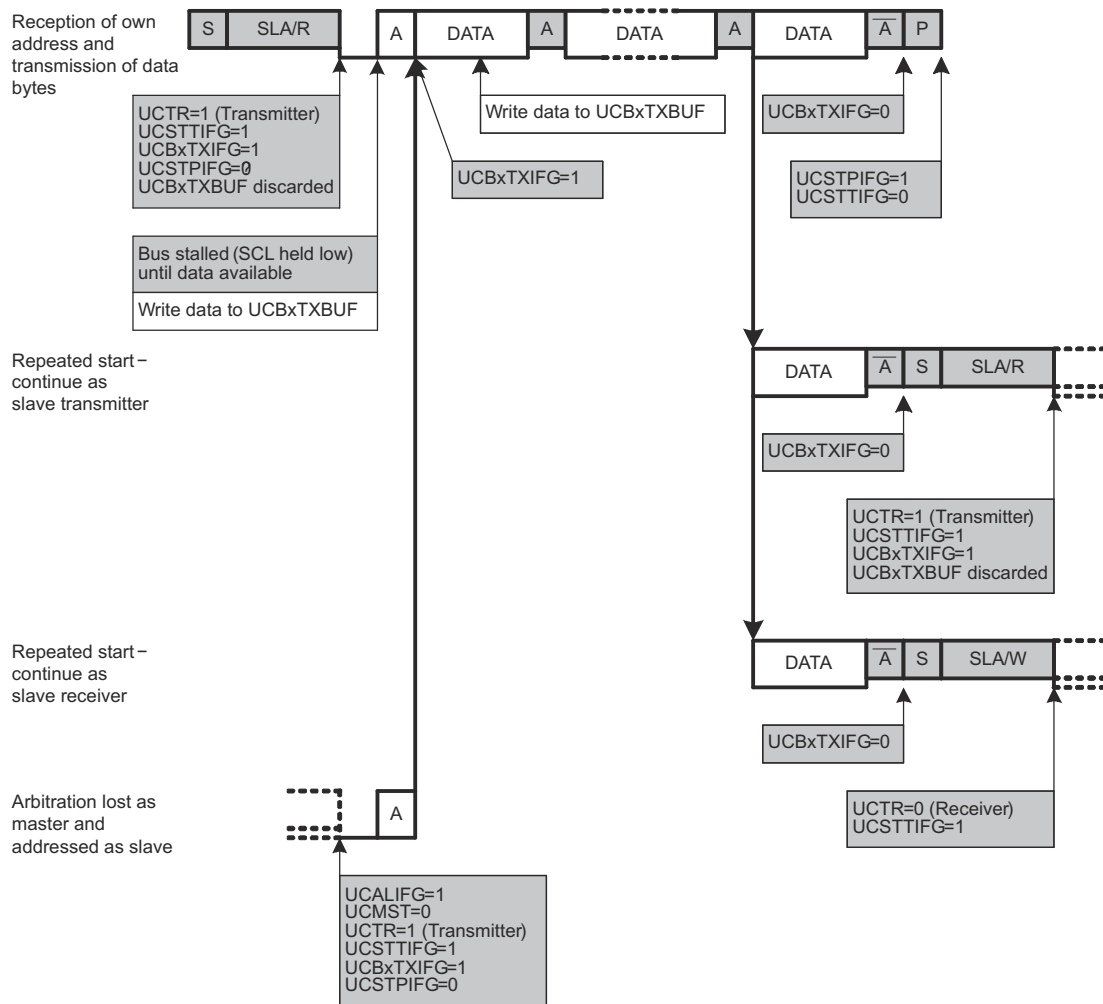 Reception of own
address and
transmission of data
bytes
S SLA/R A DATA A DATA A DATA A P
UCTR=1 (Transmitter)
UCSTTIFG=1
UCBxTXIFG=1
UCSTPIFG=0
UCBxTXBUF discarded
Write data to UCBxTXBUF
UCBxTXIFG=1
UCBxTXIFG=0
UCSTPIFG=1
UCSTTIFG=0
Bus stalled (SCL held low)
until data available
Write data to UCBxTXBUF
Repeated start−
continue as
slave transmitter
DATA A S SLA/R
UCBxTXIFG=0
UCTR=1 (Transmitter)
UCSTTIFG=1
UCBxTXIFG=1
UCBxTXBUF discarded
Repeated start−
continue as
slave receiver
DATA A S SLA/W
UCBxTXIFG=0
UCTR=0 (Receiver)
UCSTTIFG=1
Arbitration lost as
master and
addressed as slave
A
UCALIFG=1
UCMST=0
UCTR=1 (Transmitter)
UCSTTIFG=1
UCBxTXIFG=1
UCSTPIFG=0